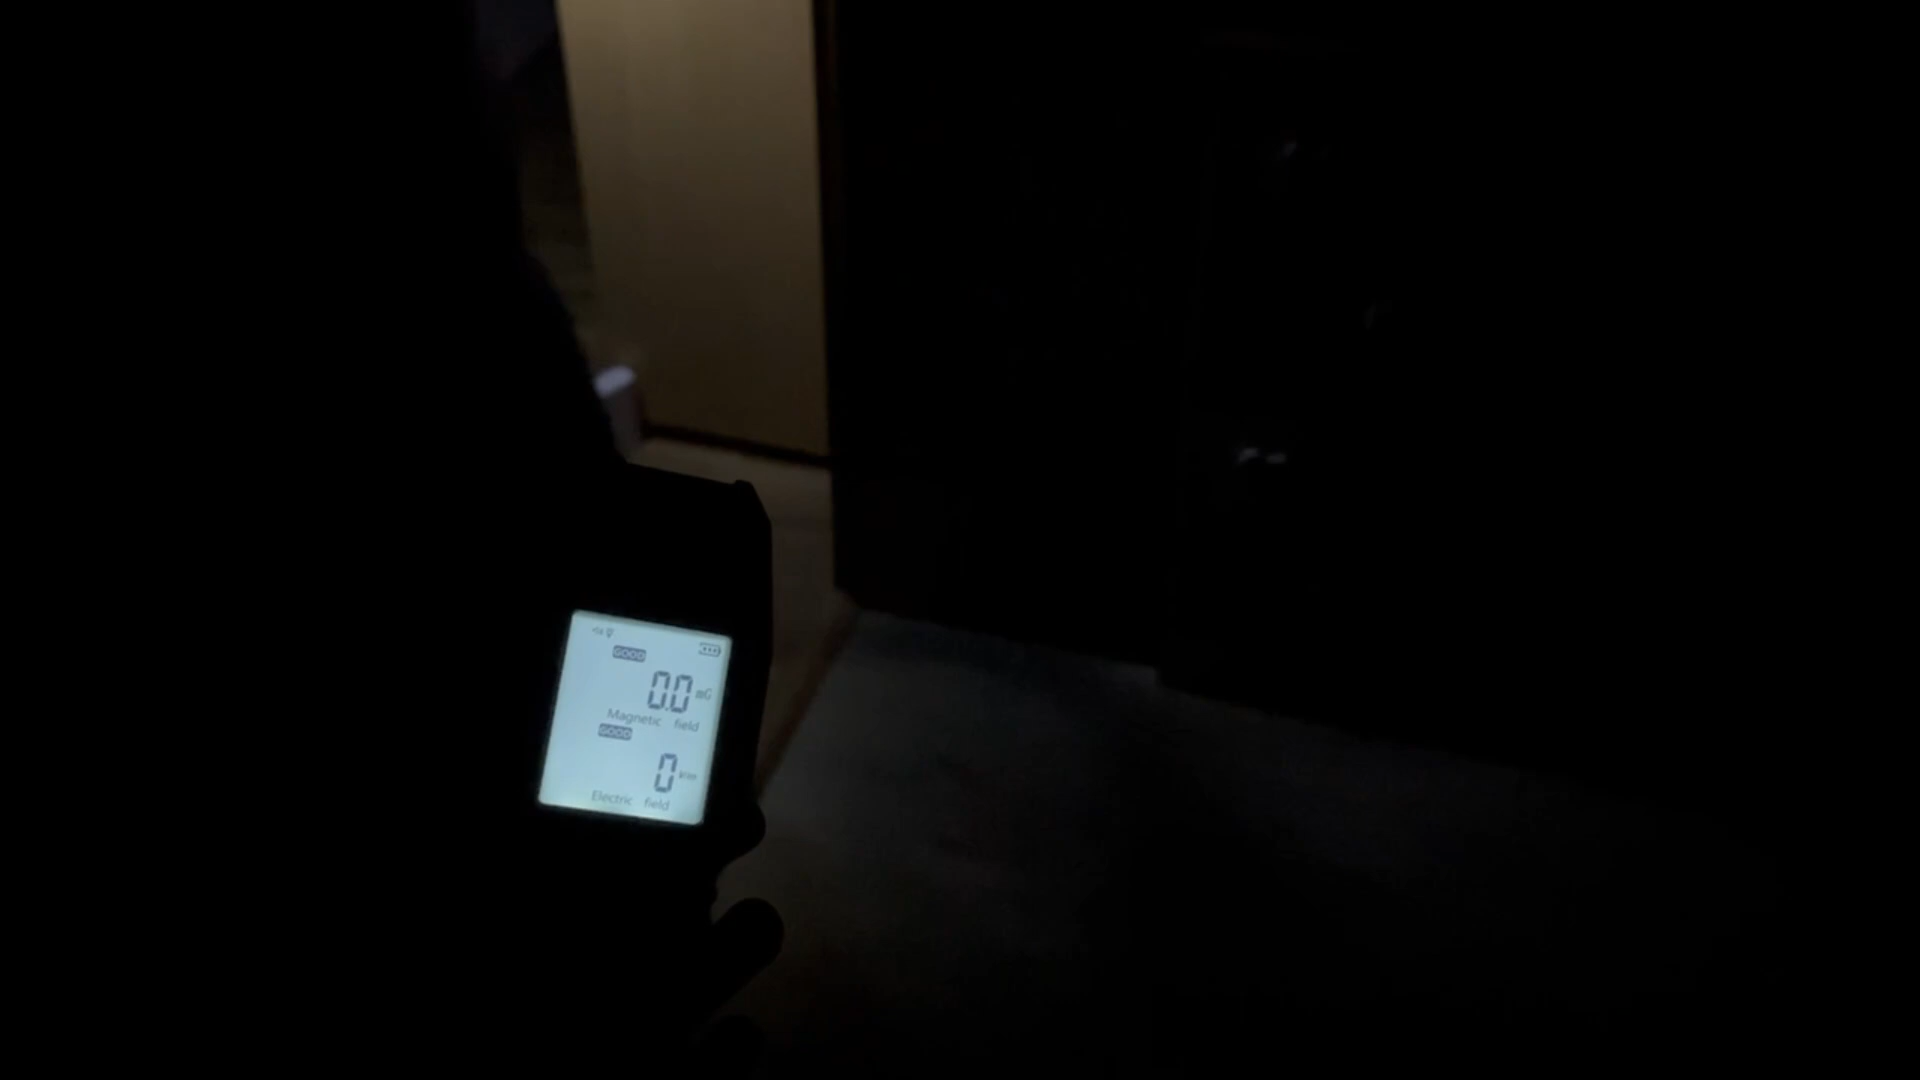 GOOD
0.0 mG
Magnetic field
GOOD
0
Electric field